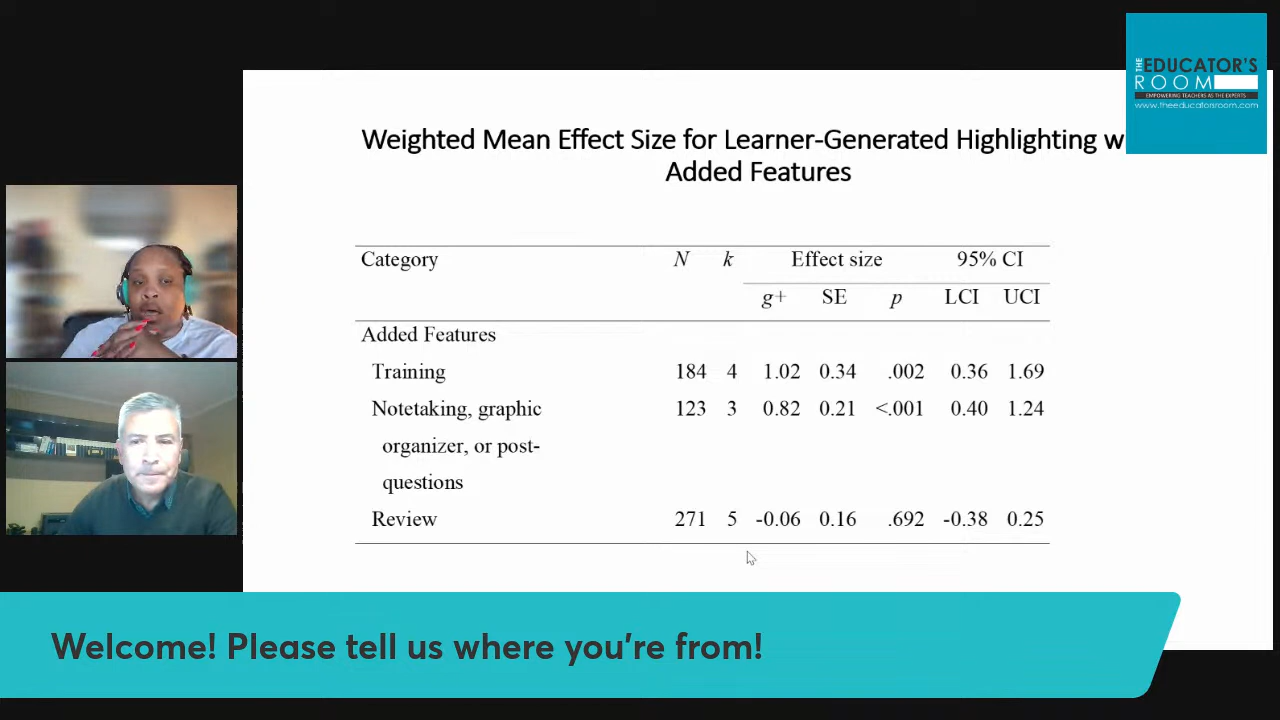 THE EDUCATOR'S
ROOM
EMPOWERING TEACHERS AS THE EXPERTS
www.theeducatorsroom.com
Weighted Mean Effect Size for Learner-Generated Highlighting w
Added Features
Category N k Effect size 95% CI
g+ SE p LCI UCI
Added Features
Training 184 4 1.02 0.34 .002 0.36 1.69
Notetaking, graphic 123 3 0.82 0.21 <.001 0.40 1.24
organizer, or post-
questions
Review 271 5 -0.06 0.16 .692 -0.38 0.25
Welcome! Please tell us where you're from!